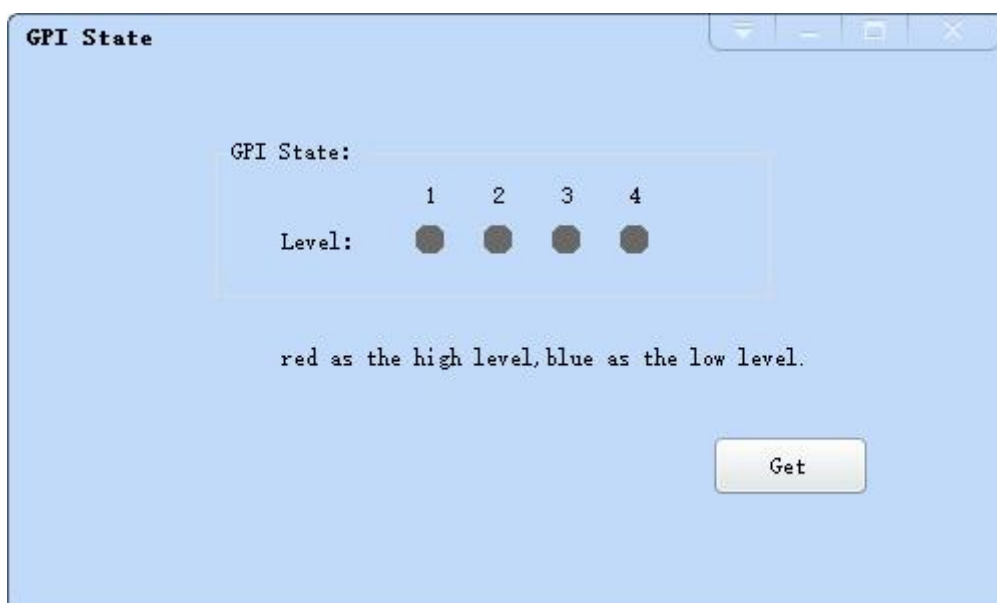 GPI State
GPI State:
1 2 3 4
Level:
red as the high level,blue as the low level.
Get